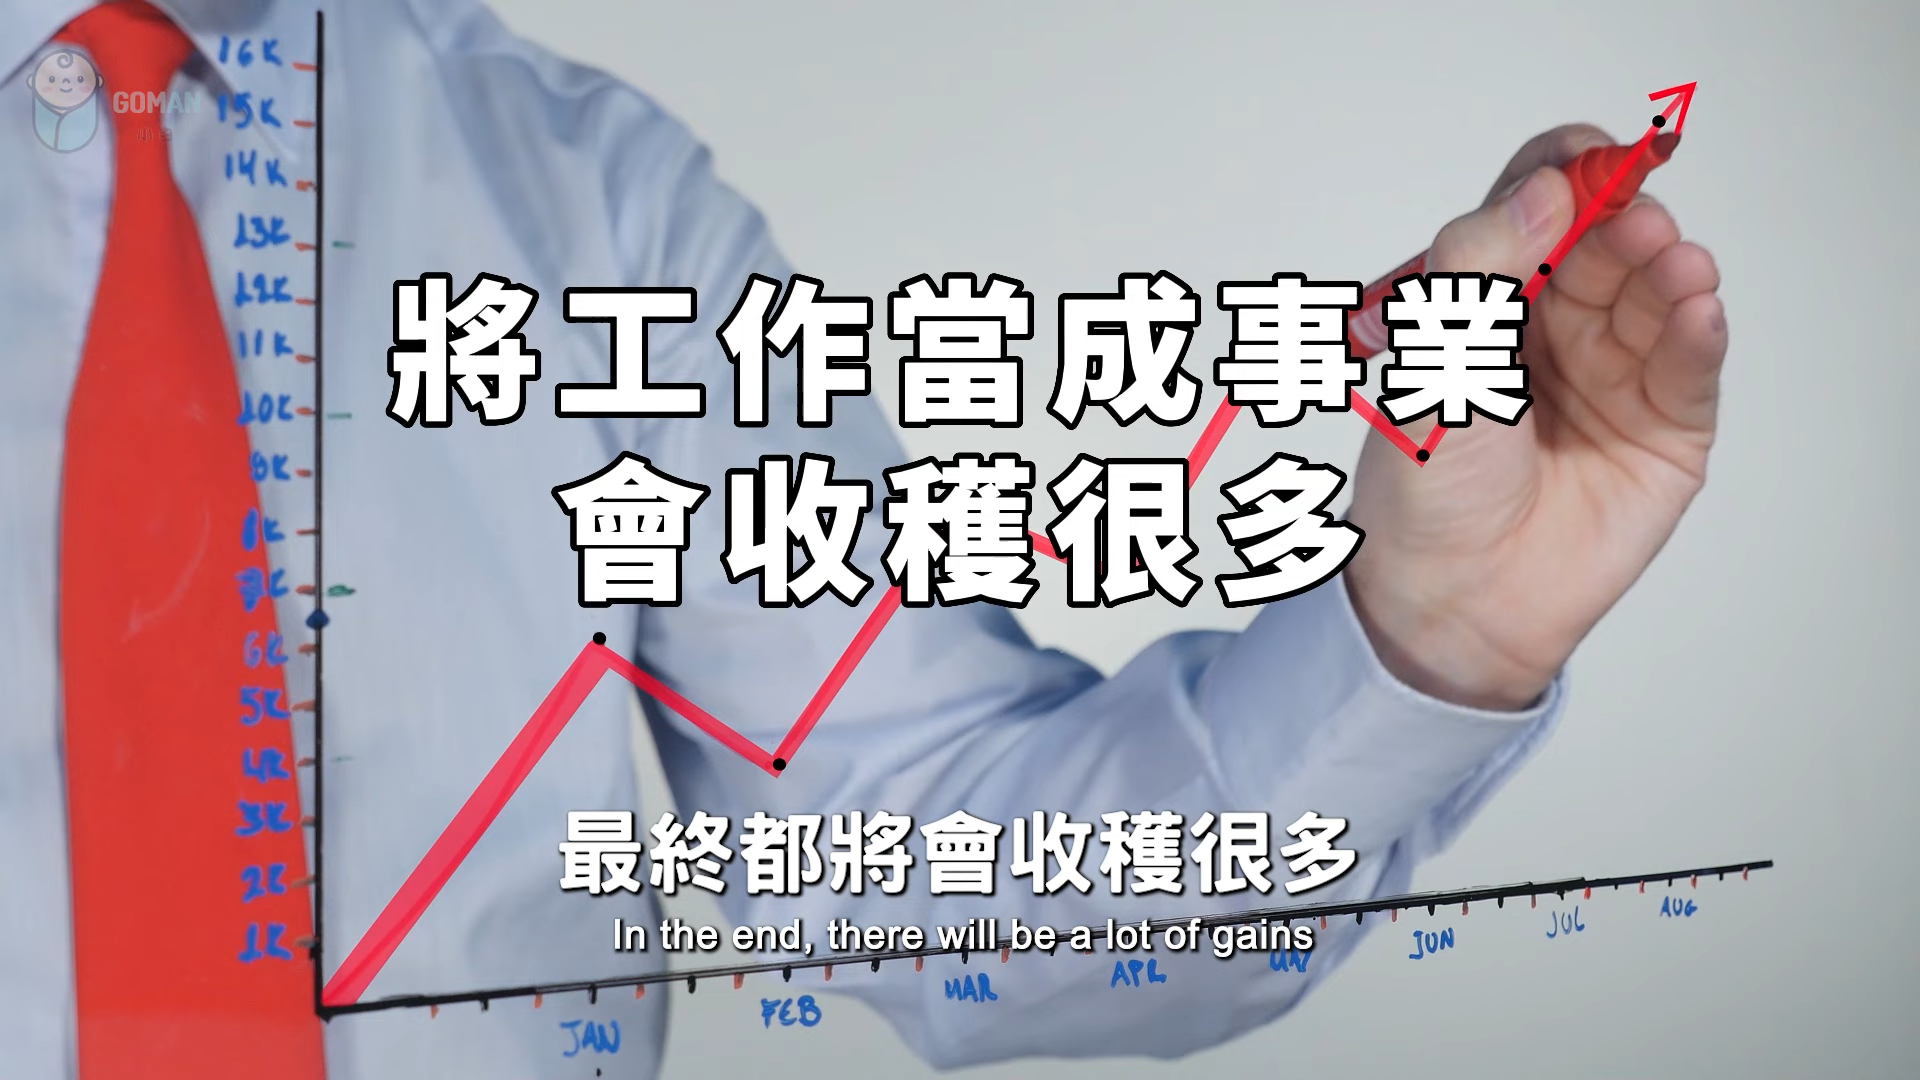 GOMAN
16K
15K
14K
13K
12K
11K
10K
9K
8K
7K
6K
5K
4K
3K
2K
1K
將工作當成事業
會收穫很多
最終都將會收穫很多
In the end, there will be a lot of gains
JAN
FEB
MAR
APR
JUN
JUL
AUG